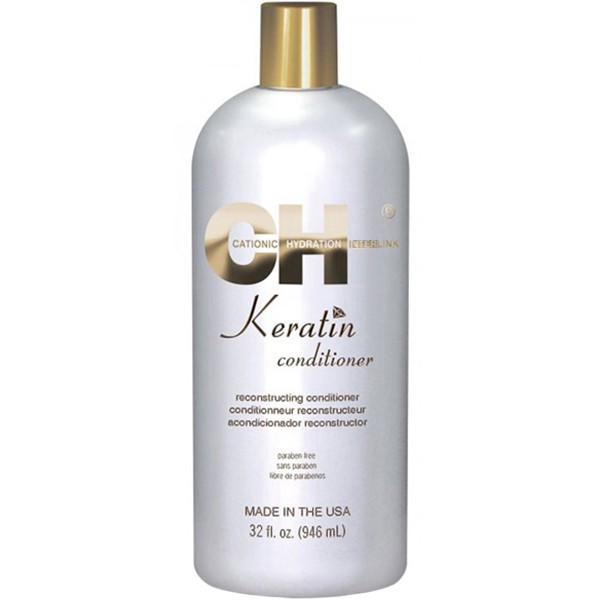 CH
®
CATIONIC HYDRATION
Keratin
conditioner
reconstructing conditioner
conditionneur reconstructeur
acondicionador reconstructor
paraben free
sans paraben
libre de parabenos
MADE IN THE USA
32 fl. oz. (946 mL)